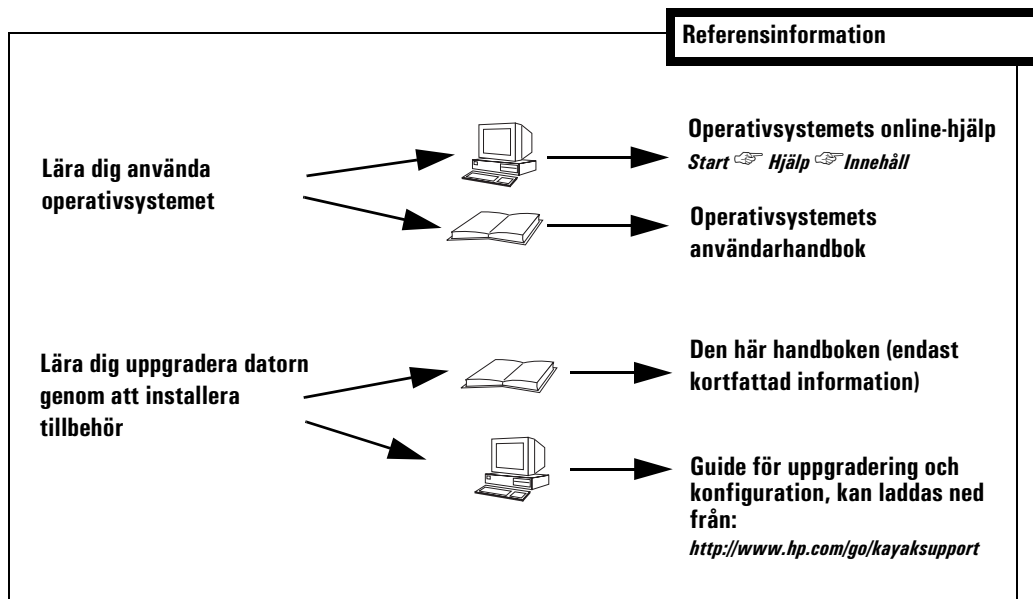 Referensinformation
Lära dig använda
operativsystemet
Operativsystemets online-hjälp
Start ☞ Hjälp ☞ Innehåll
Operativsystemets
användarhandbok
Lära dig uppgradera datorn
genom att installera
tillbehör
Den här handboken (endast
kortfattad information)
Guide för uppgradering och
konfiguration, kan laddas ned
från:
http://www.hp.com/go/kayaksupport